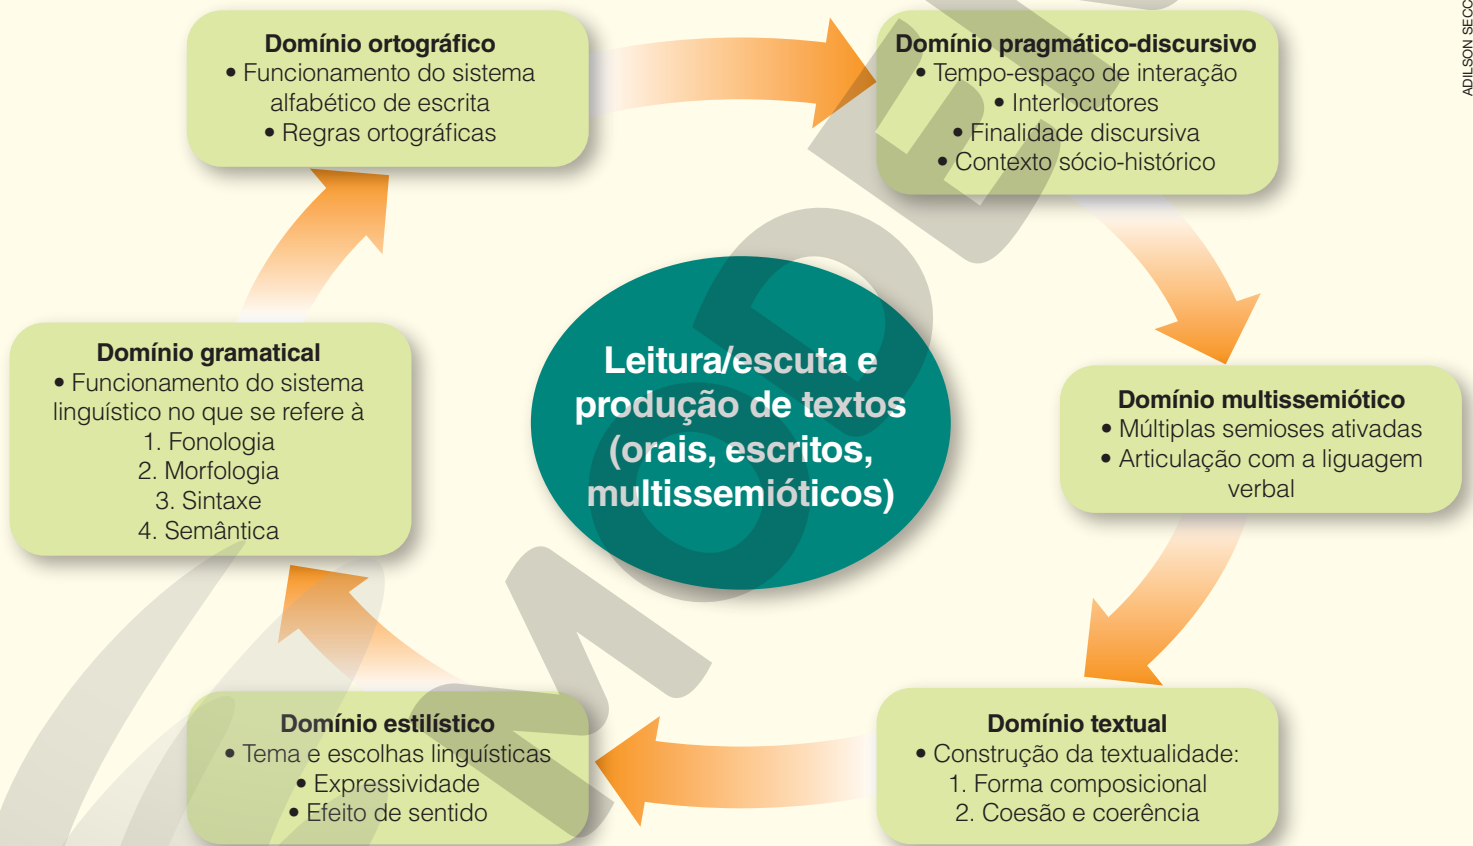 Domínio ortográfico
• Funcionamento do sistema
alfabético de escrita
• Regras ortográficas
Domínio pragmático-discursivo
• Tempo-espaço de interação
• Interlocutores
• Finalidade discursiva
• Contexto sócio-histórico
Domínio multissemiótico
• Múltiplas semioses ativadas
• Articulação com a liguagem
verbal
Domínio textual
• Construção da textualidade:
1. Forma composicional
2. Coesão e coerência
Domínio estilístico
• Tema e escolhas linguísticas
• Expressividade
• Efeito de sentido
Domínio gramatical
• Funcionamento do sistema
linguístico no que se refere à
1. Fonologia
2. Morfologia
3. Sintaxe
4. Semântica
Leitura/escuta e
produção de textos
(orais, escritos,
multissemióticos)
ADILSON SECC